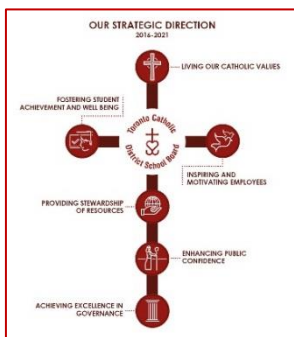 OUR STRATEGIC DIRECTION
2016-2021
LIVING OUR CATHOLIC VALUES
FOSTERING STUDENT
ACHIEVEMENT AND WELL BEING
Toronto Catholic
District School Board
INSPIRING AND
MOTIVATING EMPLOYEES
PROVIDING STEWARDSHIP
OF RESOURCES
ENHANCING PUBLIC
CONFIDENCE
ACHIEVING EXCELLENCE IN
GOVERNANCE